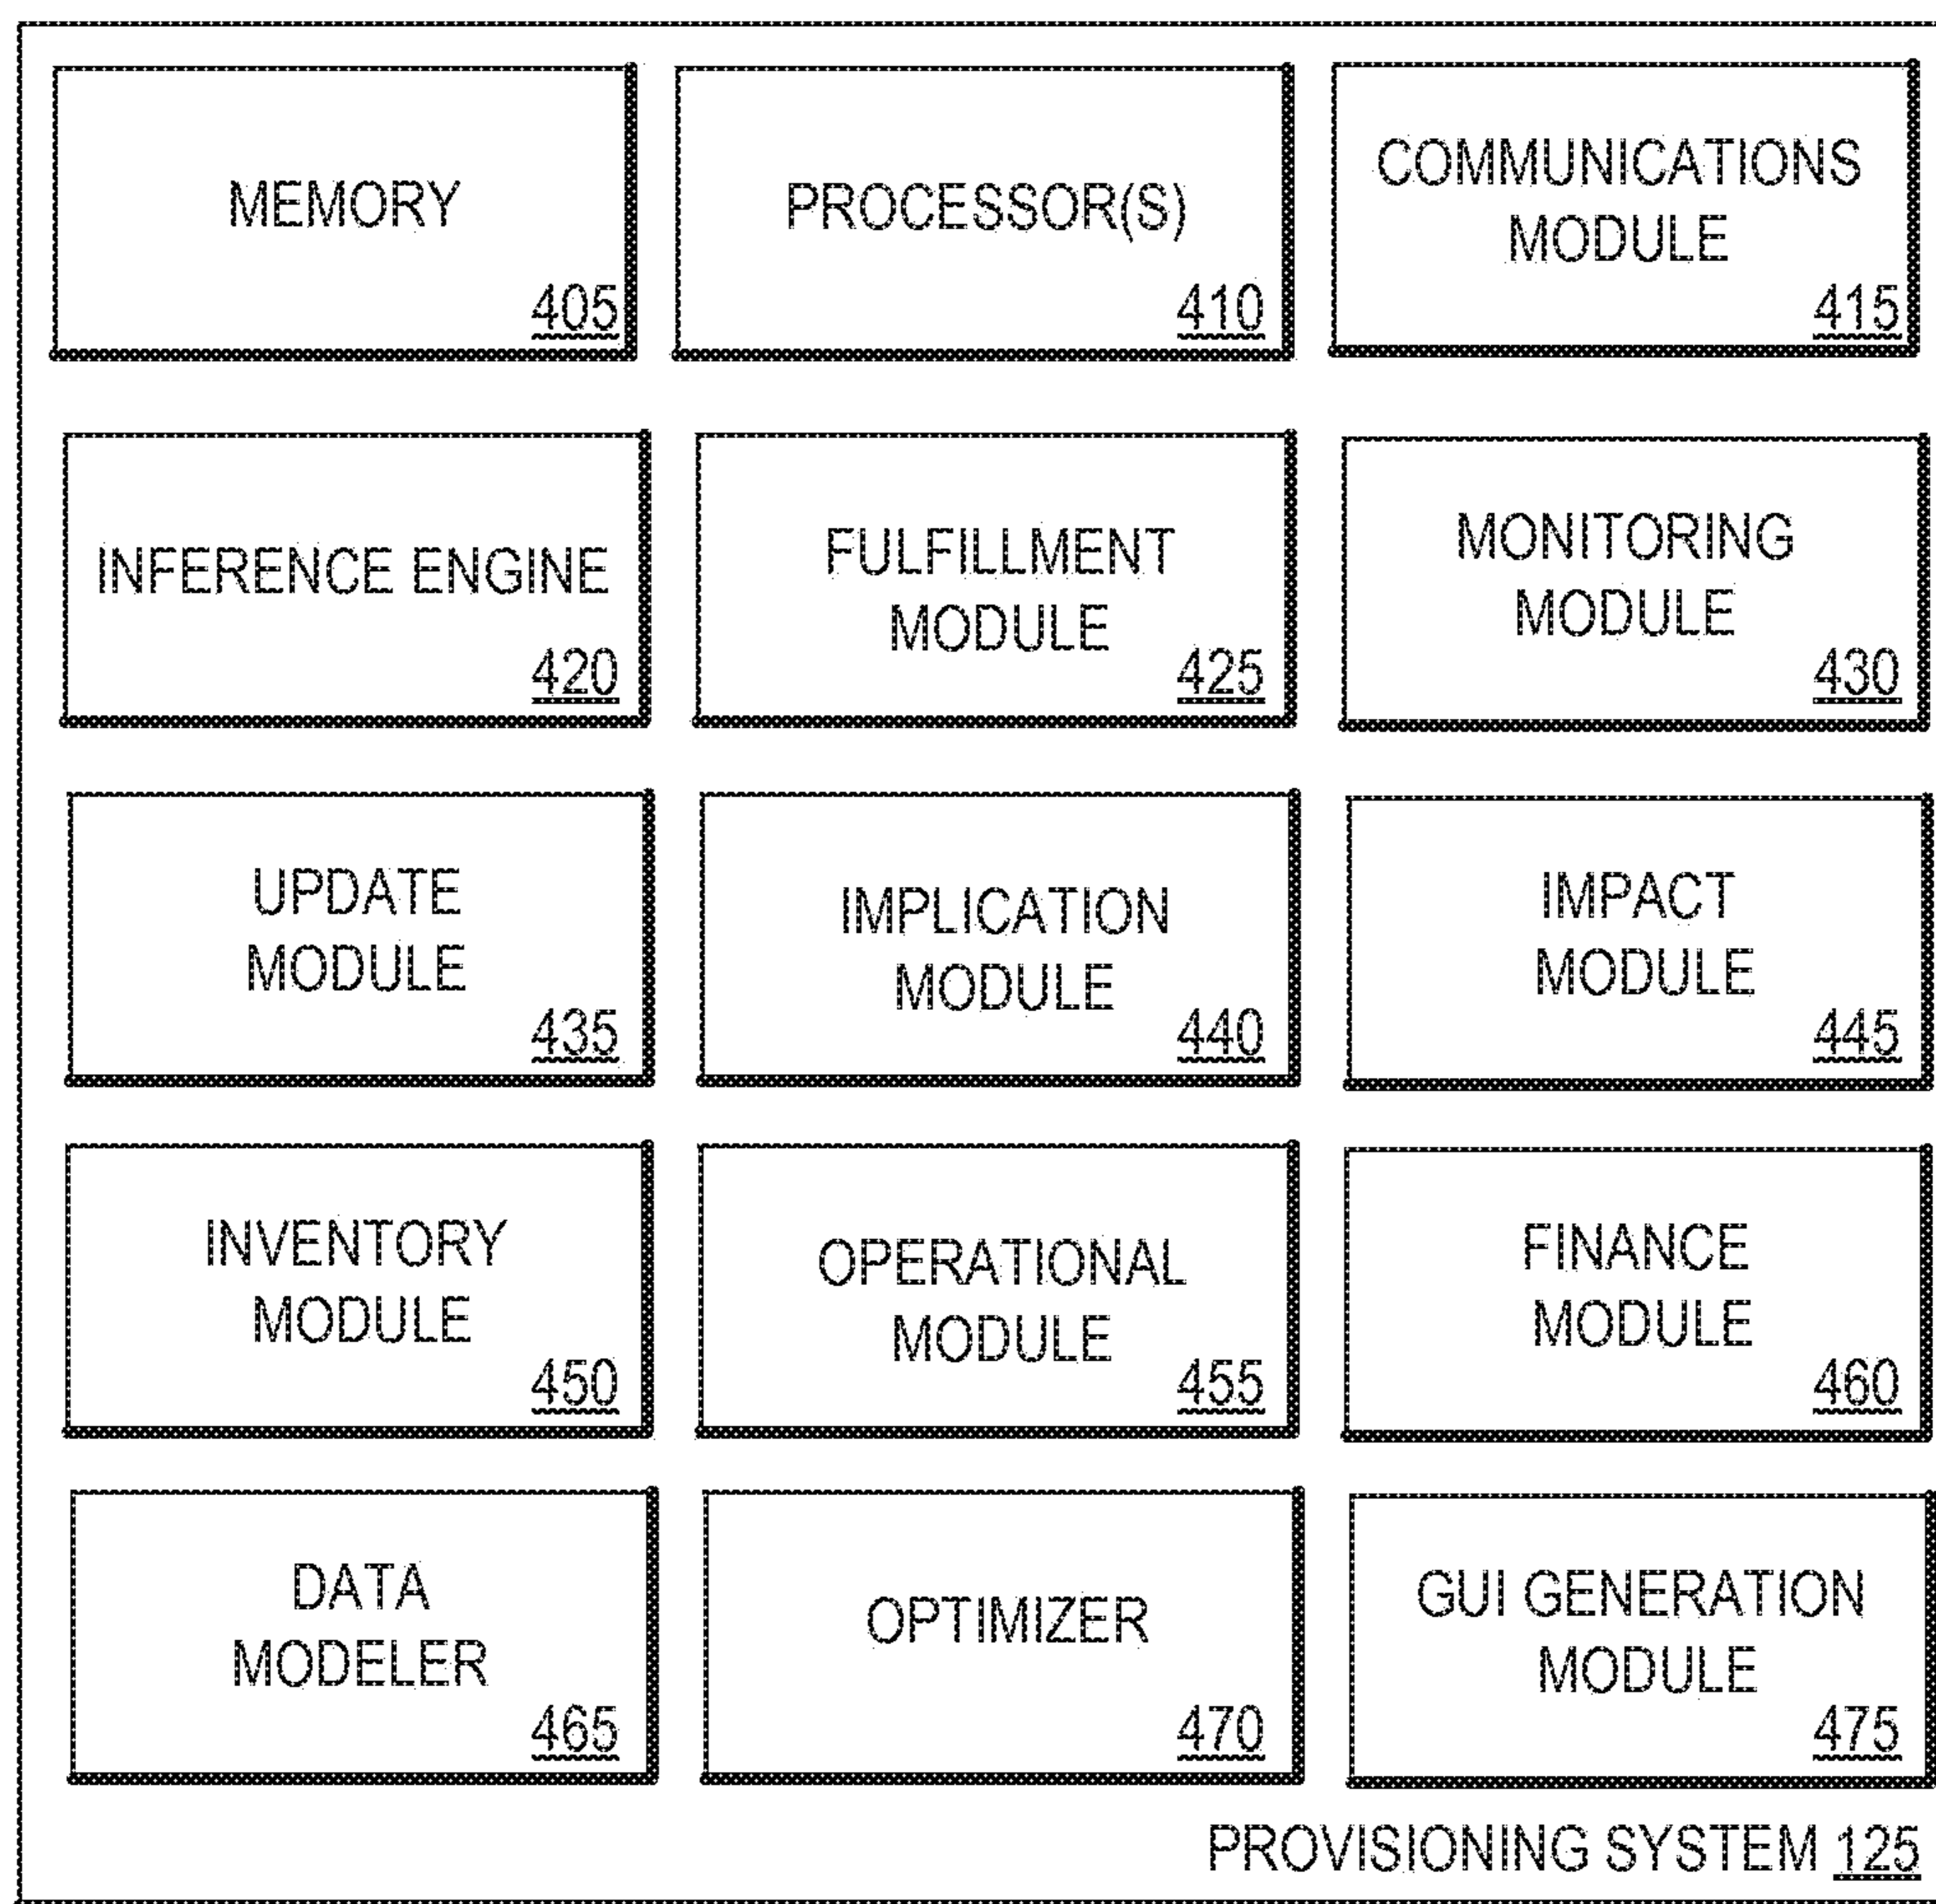 MEMORY
405
PROCESSOR(S)
410
COMMUNICATIONS
MODULE
415
INFERENCE ENGINE
420
FULFILLMENT
MODULE
425
MONITORING
MODULE
430
UPDATE
MODULE
435
IMPLICATION
MODULE
440
IMPACT
MODULE
445
INVENTORY
MODULE
450
OPERATIONAL
MODULE
455
FINANCE
MODULE
460
DATA
MODELER
465
OPTIMIZER
470
GUI GENERATION
MODULE
475
PROVISIONING SYSTEM 125